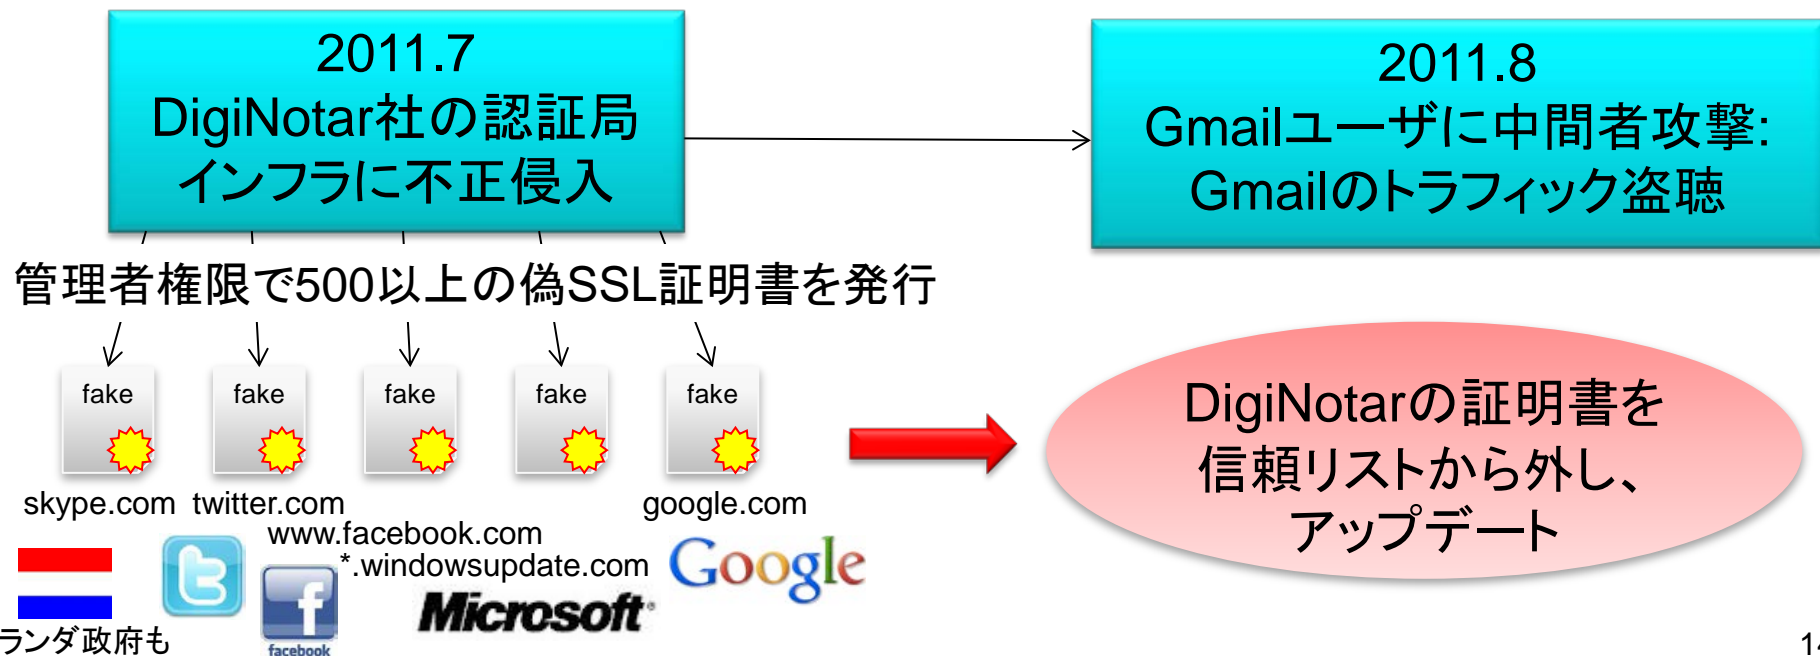 2011.7
DigiNotar社の認証局
インフラに不正侵入
2011.8
Gmailユーザに中間者攻撃:
Gmailのトラフィック盗聴
管理者権限で500以上の偽SSL証明書を発行
fake
fake
fake
fake
fake
skype.com
twitter.com
www.facebook.com
*.windowsupdate.com
google.com
DigiNotarの証明書を
信頼リストから外し、
アップデート
Google
Microsoft
facebook
ランダ政府も